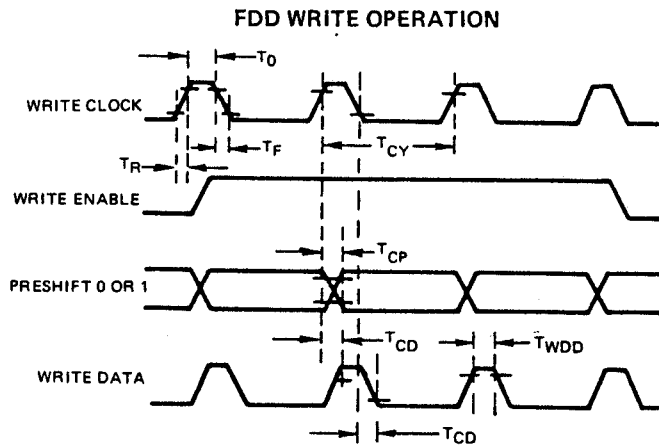 FDD WRITE OPERATION
T0
WRITE CLOCK
TF
TCY
TR
WRITE ENABLE
TCP
PRESHIFT 0 OR 1
TCD
TWDD
WRITE DATA
TCD